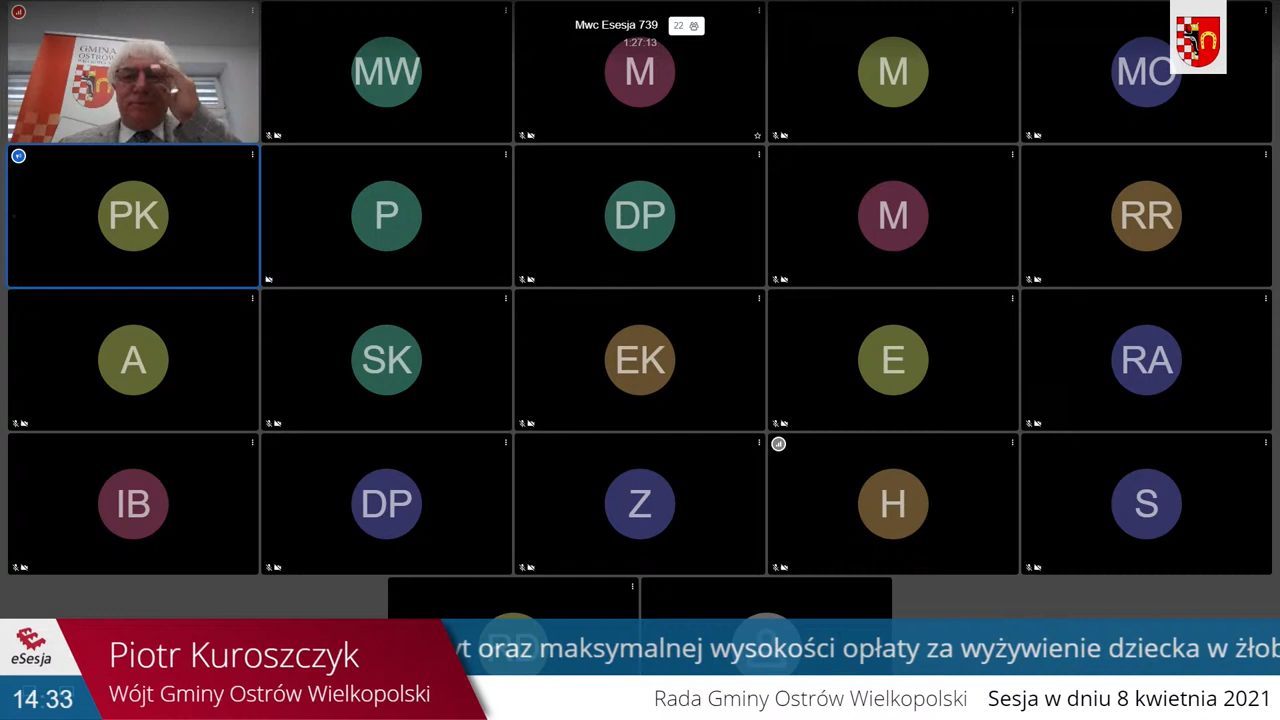 Mwc Esesja 739
22
1:27:13
GMINA
OSTRÓW
MW
M
M
MO
PK
P
DP
M
RR
A
SK
EK
E
RA
IB
DP
Z
H
S
RD
eSesja
Piotr Kuroszczyk
Wójt Gminy Ostrów Wielkopolski
oraz maksymalnej wysokości opłaty za wyżywienie dziecka w
14:33
Rada Gminy Ostrów Wielkopolski
Sesja w dniu 8 kwietnia 2021